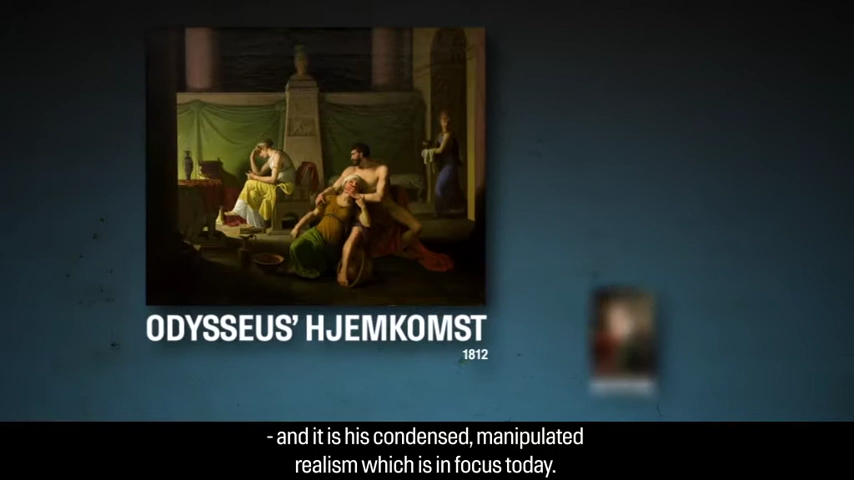 ODYSSEUS' HJEMKOMST
1812
- and it is his condensed, manipulated
realism which is in focus today.